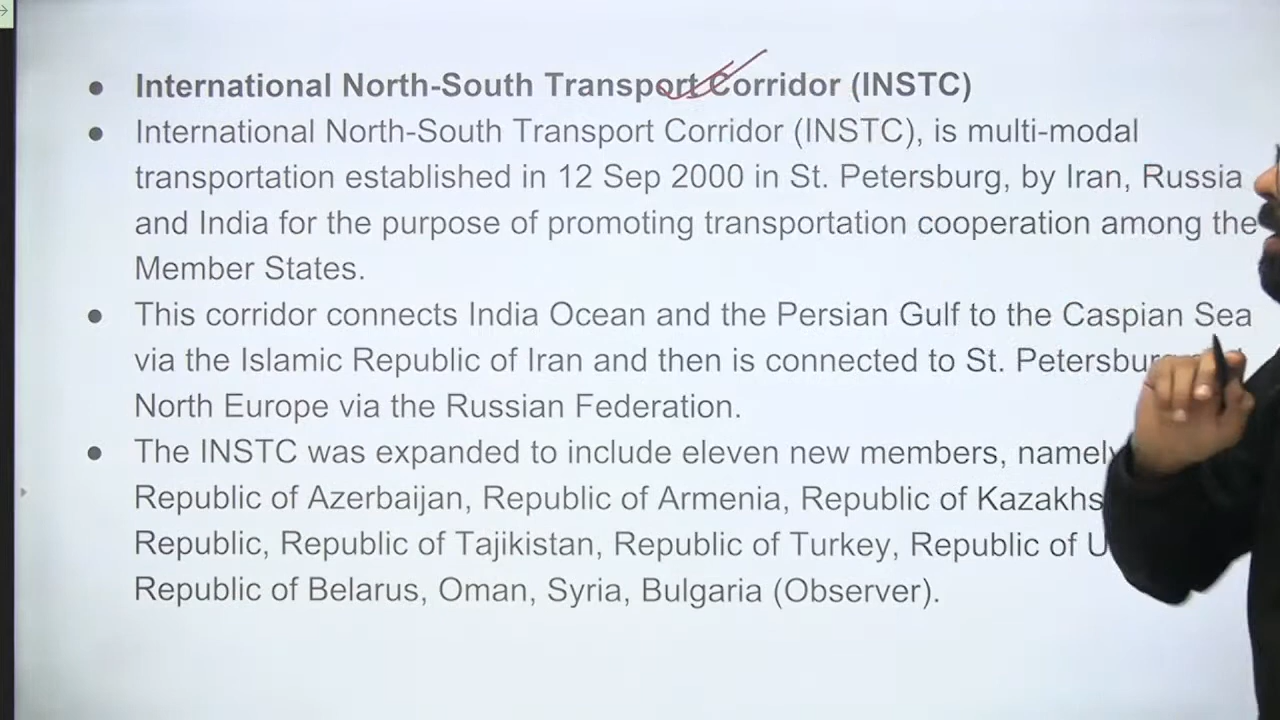 International North-South Transport Corridor (INSTC)
International North-South Transport Corridor (INSTC), is multi-modal
transportation established in 12 Sep 2000 in St. Petersburg, by Iran, Russia
and India for the purpose of promoting transportation cooperation among the
Member States.
This corridor connects India Ocean and the Persian Gulf to the Caspian Sea
via the Islamic Republic of Iran and then is connected to St. Petersburg
North Europe via the Russian Federation.
The INSTC was expanded to include eleven new members, namely
Republic of Azerbaijan, Republic of Armenia, Republic of
Republic, Republic of Tajikistan, Republic of Turkey, Republic of
Republic of Belarus, Oman, Syria, Bulgaria (Observer).